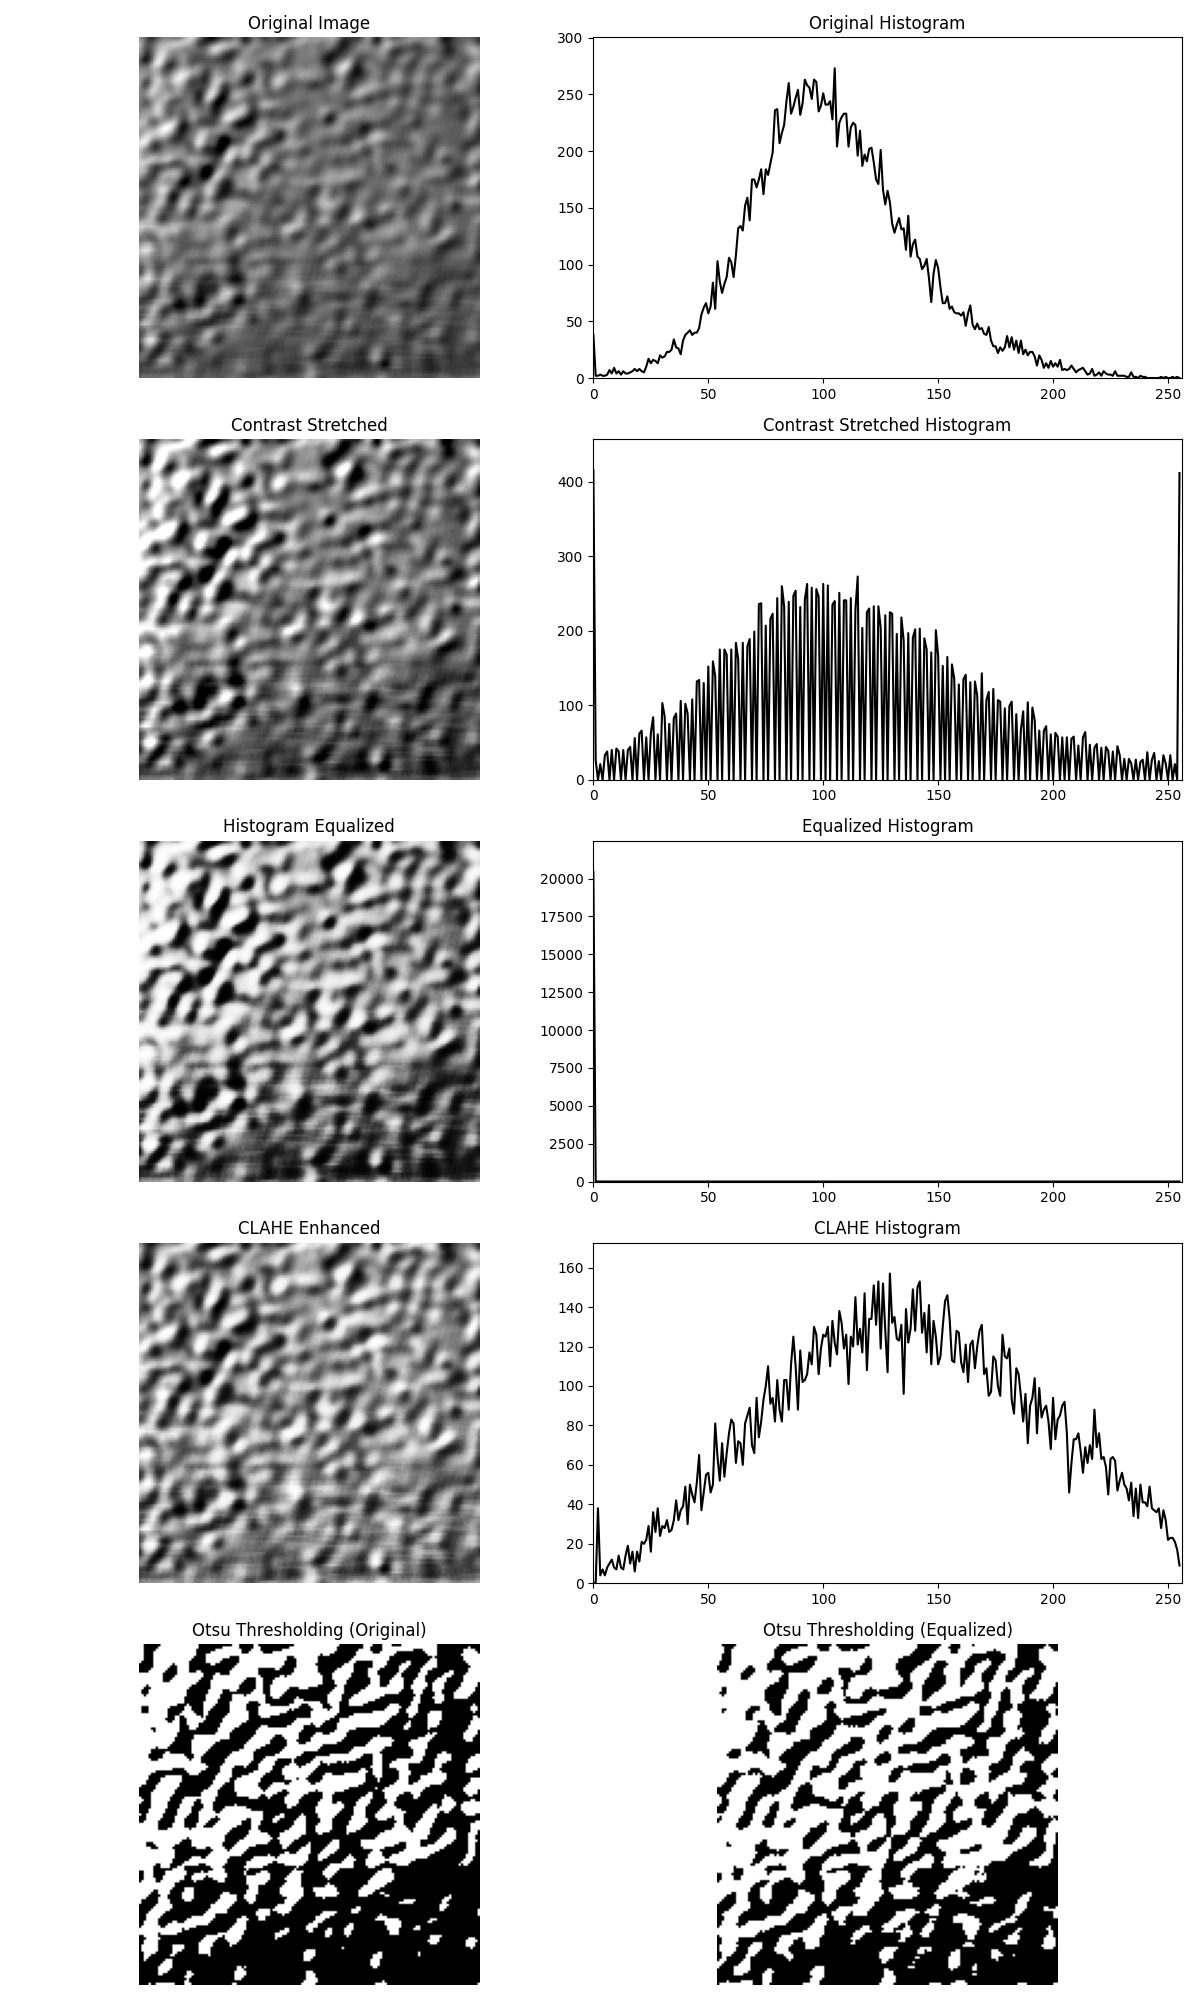 Original Image
Original Histogram
300
250
200
150
100
50
0
0 50 100 150 200 250
Contrast Stretched
Contrast Stretched Histogram
400
300
200
100
0
0 50 100 150 200 250
Histogram Equalized
Equalized Histogram
20000
17500
15000
12500
10000
7500
5000
2500
0
0 50 100 150 200 250
CLAHE Enhanced
CLAHE Histogram
160
140
120
100
80
60
40
20
0
0 50 100 150 200 250
Otsu Thresholding (Original)
Otsu Thresholding (Equalized)